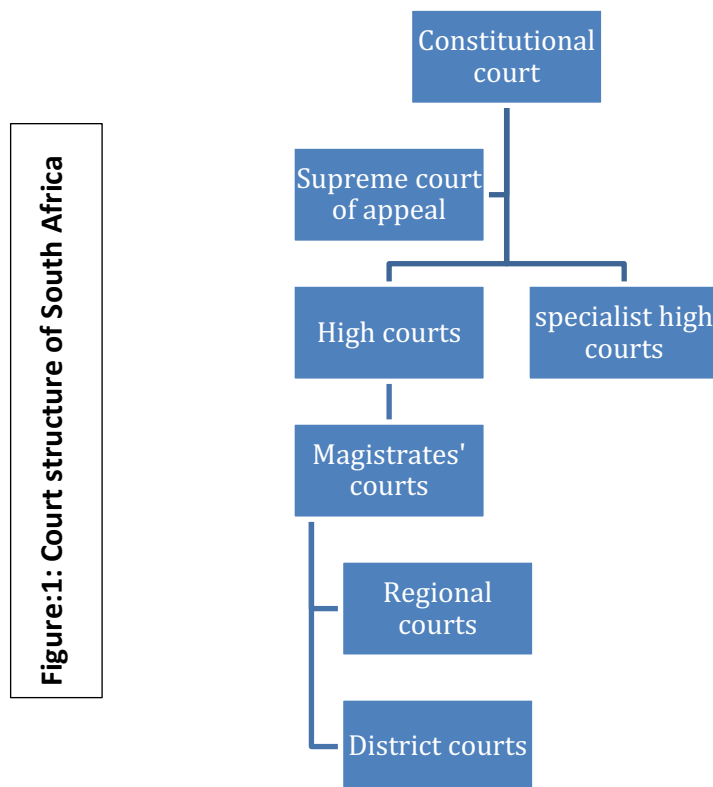 Figure:1: Court structure of South Africa
Constitutional
court
Supreme court
of appeal
High courts
specialist high
courts
Magistrates'
courts
Regional
courts
District courts